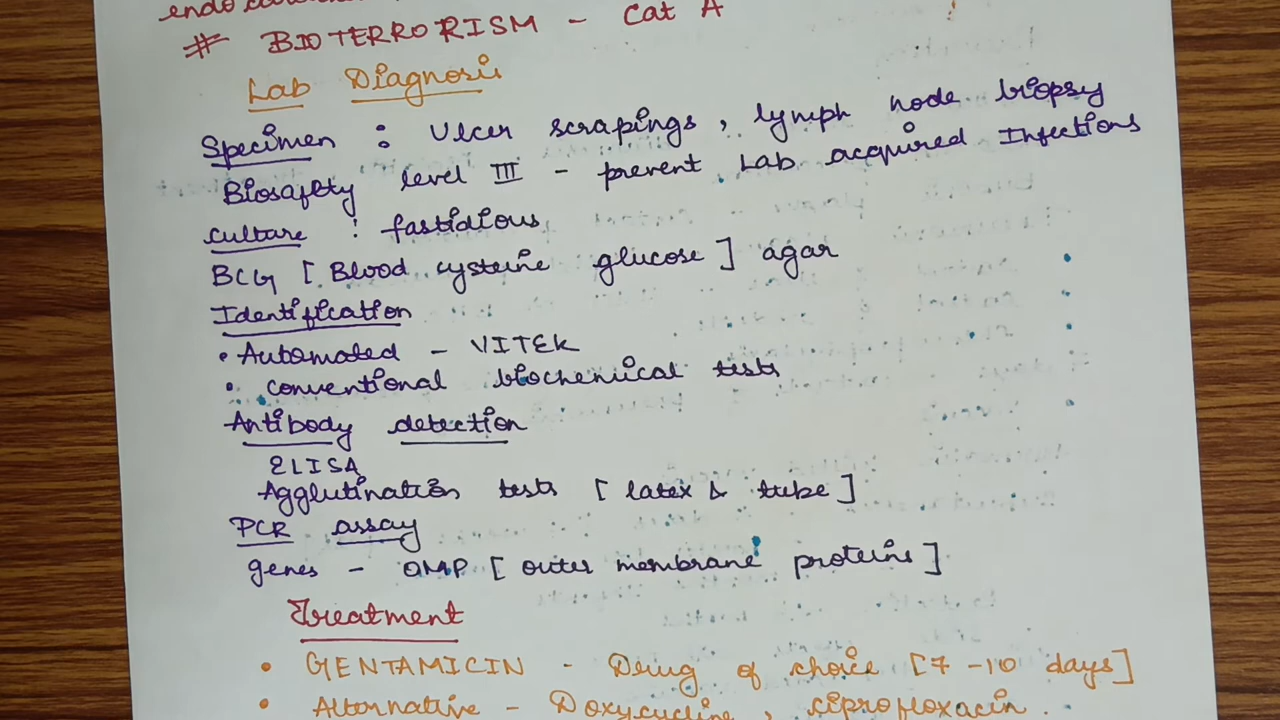 # BIOTERRORISM - Cat A
Lab Diagnosis
Specimen : Ulcer scrapings, lymph node biopsy
Biosafety level III - prevent Lab acquired Infections
Culture : fastidious
BCG [Blood cysteine glucose] agar
Identification
• Automated - VITEK
• conventional biochemical tests
Antibody detection
ELISA
Agglutination tests [latex & tube]
PCR assay
genes - OMP [outer membrane proteins]
Treatment
• GENTAMICIN - Drug of choice [7-10 days]
• Alternative - Doxycycline, ciprofloxacin.